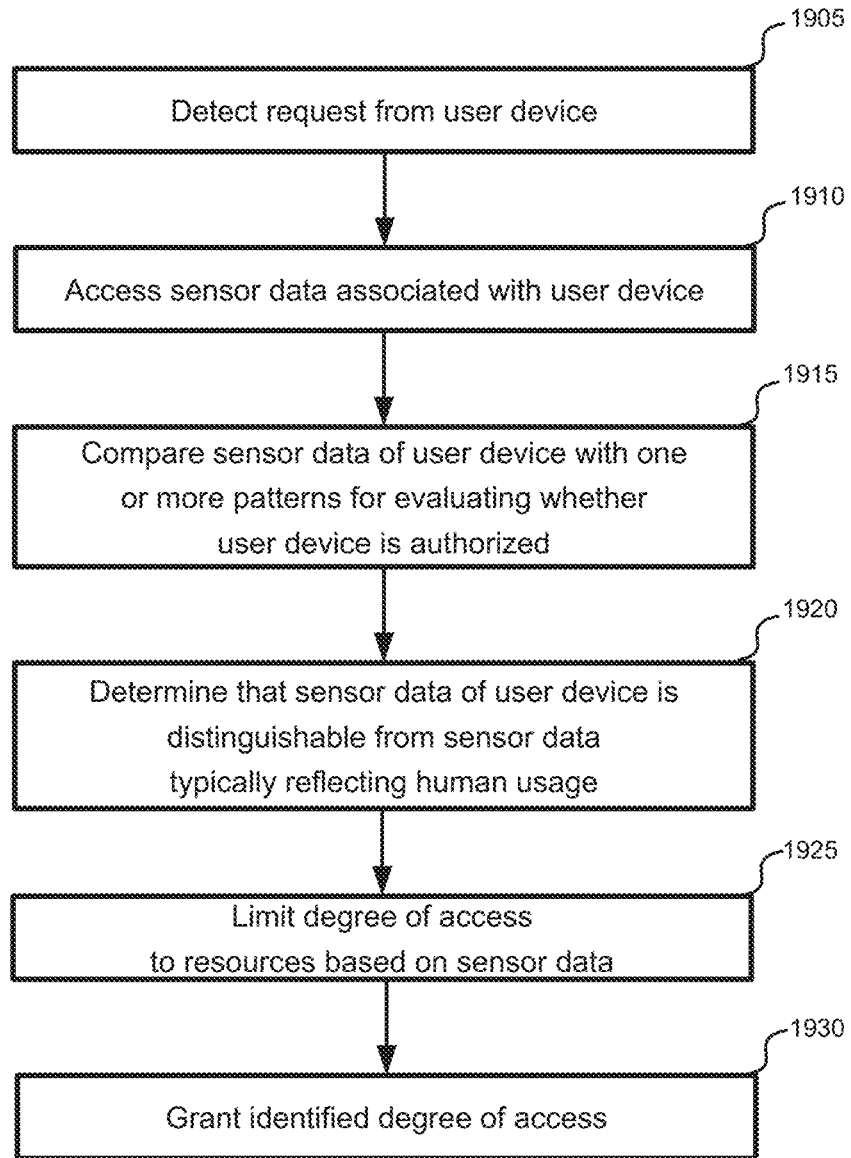 1905
Detect request from user device
1910
Access sensor data associated with user device
1915
Compare sensor data of user device with one
or more patterns for evaluating whether
user device is authorized
1920
Determine that sensor data of user device is
distinguishable from sensor data
typically reflecting human usage
1925
Limit degree of access
to resources based on sensor data
1930
Grant identified degree of access